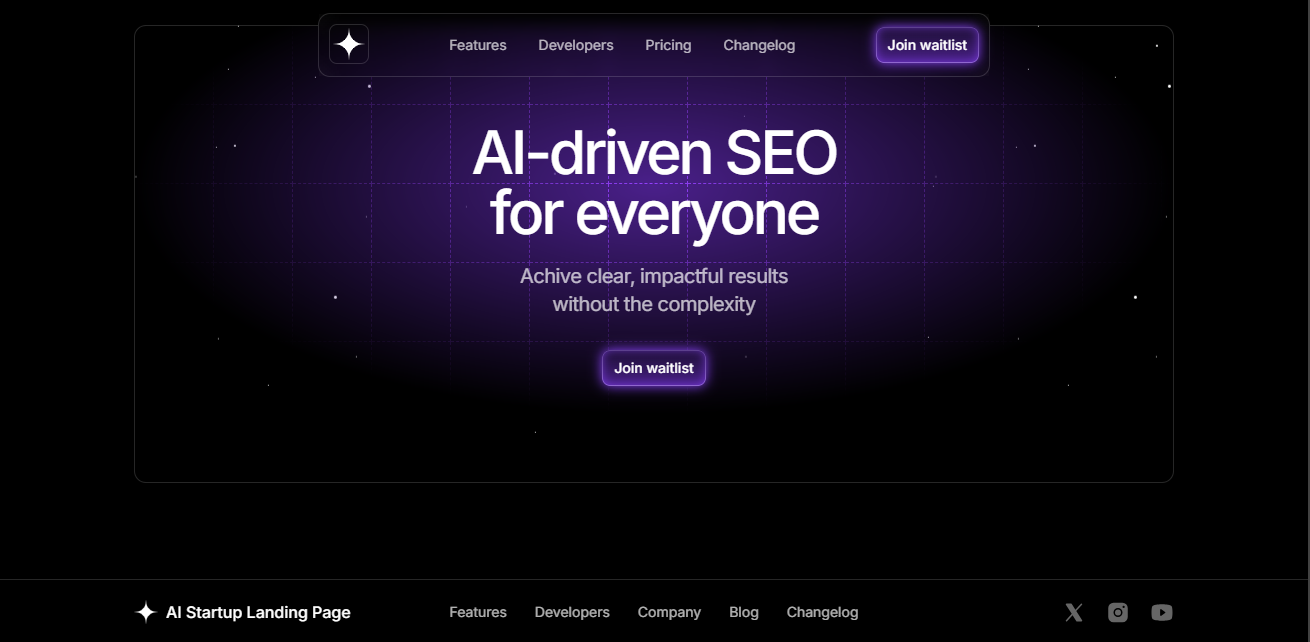 Features Developers Pricing Changelog Join waitlist
AI-driven SEO
for everyone
Achive clear, impactful results
without the complexity
Join waitlist
AI Startup Landing Page Features Developers Company Blog Changelog